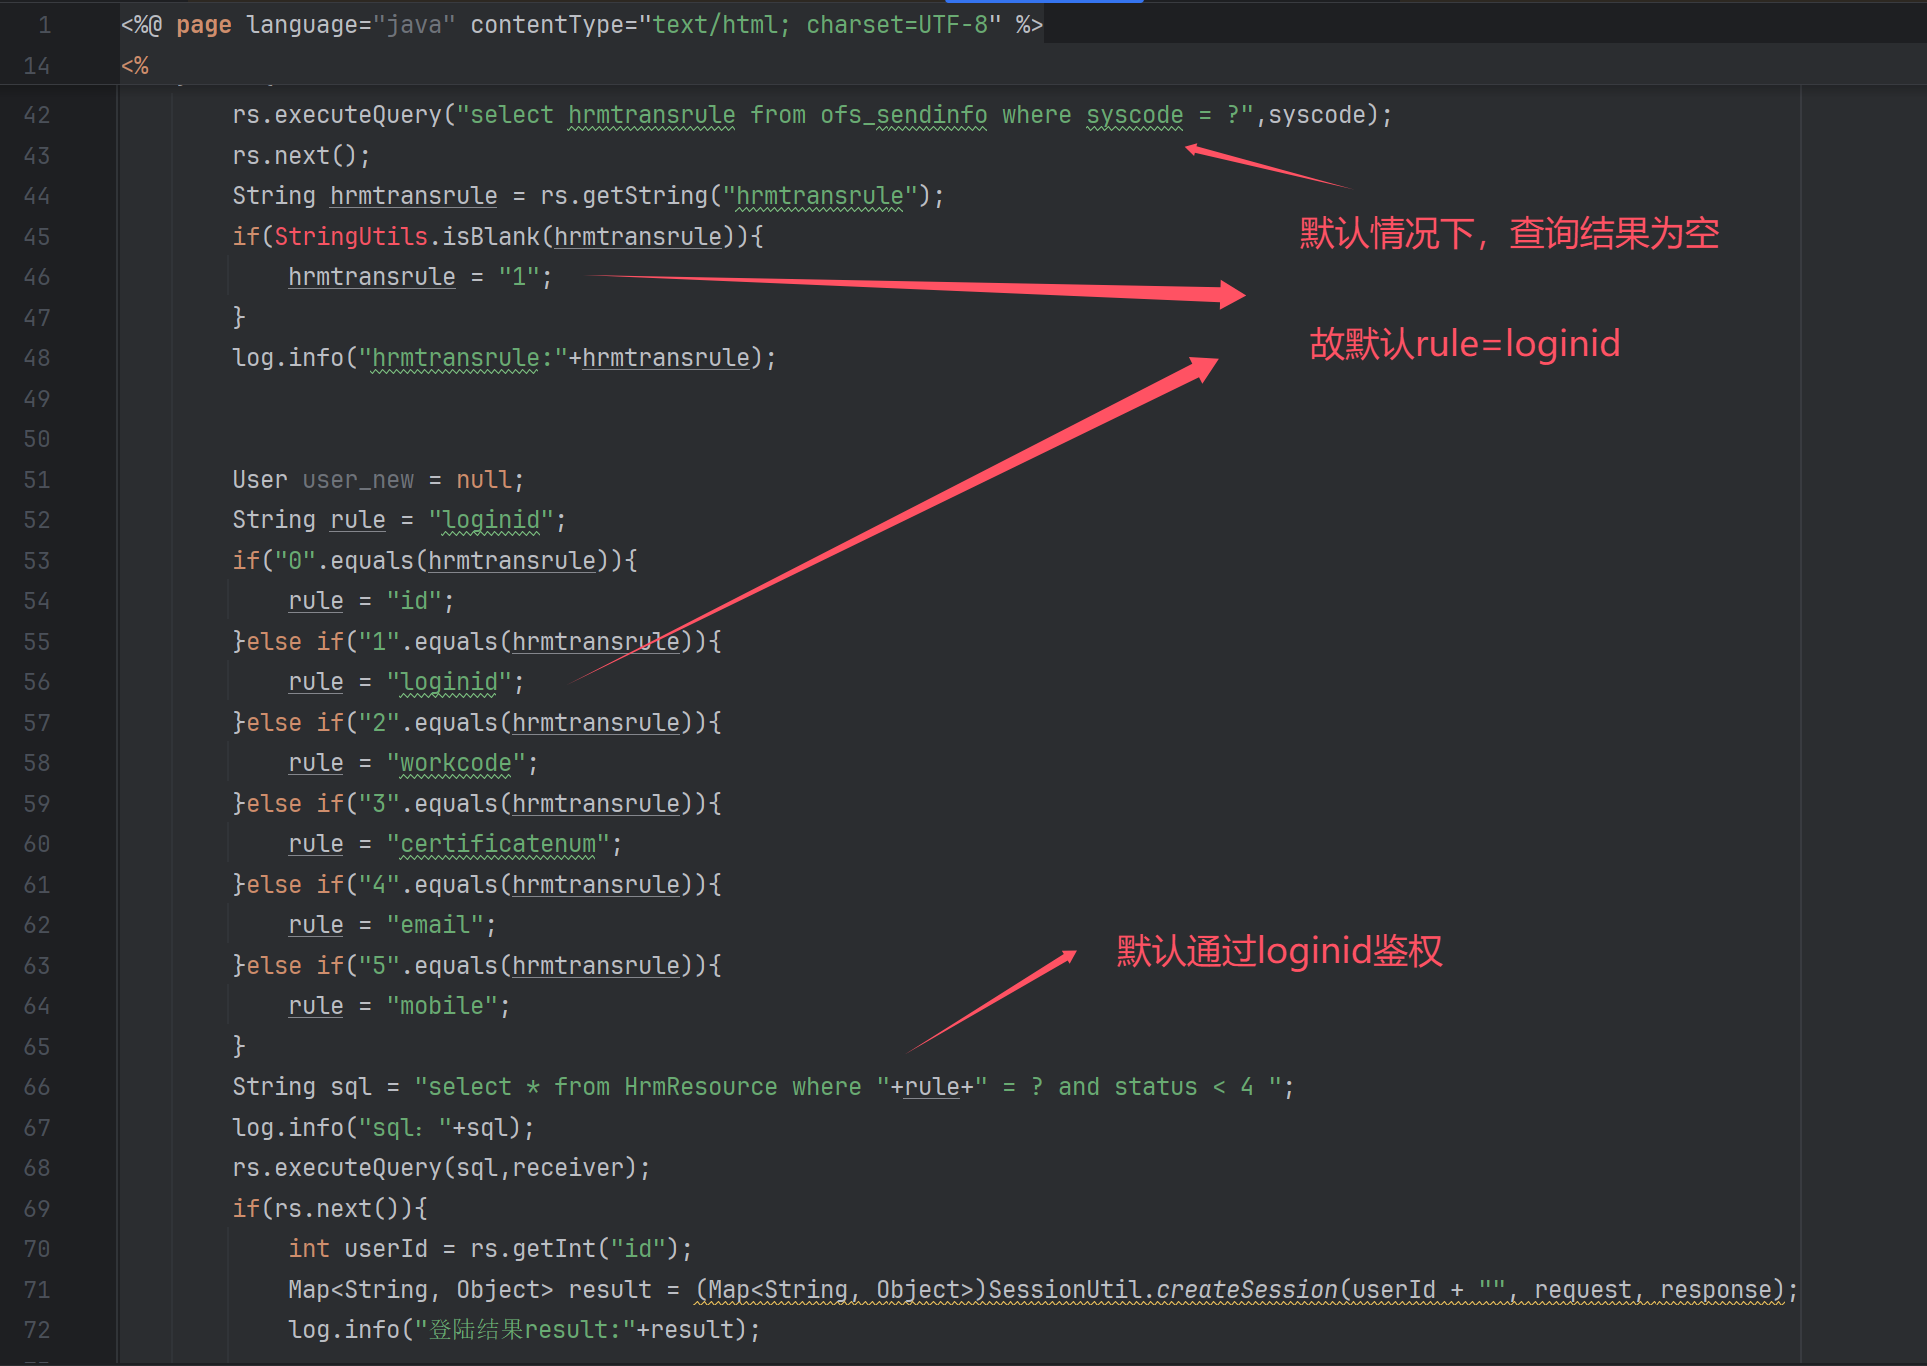 1 <%@ page language="java" contentType="text/html; charset=UTF-8" %>
14 <%
42 rs.executeQuery("select hrmtransrule from ofs_sendinfo where syscode = ?",syscode);
43 rs.next();
44 String hrmtransrule = rs.getString("hrmtransrule");
默认情况下，查询结果为空
45 if(StringUtils.isBlank(hrmtransrule)){
46 hrmtransrule = "1";
47 }
故默认rule=loginid
48 log.info("hrmtransrule:"+hrmtransrule);
49
50
51 User user_new = null;
52 String rule = "loginid";
53 if("0".equals(hrmtransrule)){
54 rule = "id";
55 }else if("1".equals(hrmtransrule)){
56 rule = "loginid";
57 }else if("2".equals(hrmtransrule)){
58 rule = "workcode";
59 }else if("3".equals(hrmtransrule)){
60 rule = "certificatenum";
61 }else if("4".equals(hrmtransrule)){
62 rule = "email";
默认通过loginid鉴权
63 }else if("5".equals(hrmtransrule)){
64 rule = "mobile";
65 }
66 String sql = "select * from HrmResource where "+rule+" = ? and status < 4 ";
67 log.info("sql: "+sql);
68 rs.executeQuery(sql,receiver);
69 if(rs.next()){
70 int userId = rs.getInt("id");
71 Map<String, Object> result = (Map<String, Object>)SessionUtil.createSession(userId + "", request, response);
72 log.info("登陆结果result:"+result);